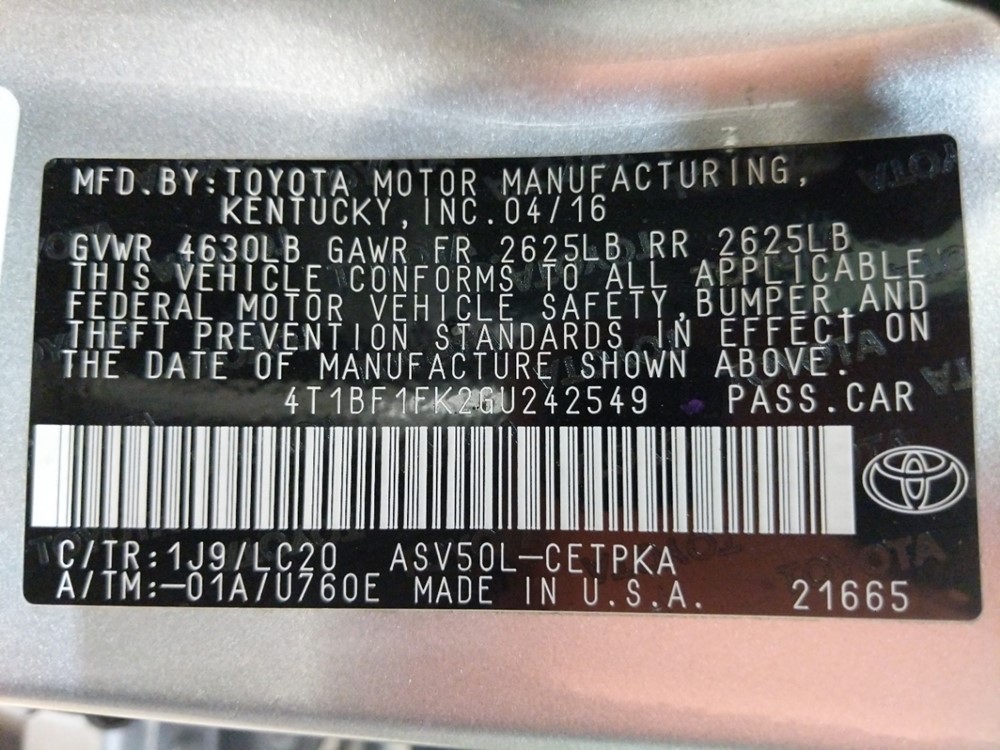 MFD.BY:TOYOTA MOTOR MANUFACTURING,
KENTUCKY,INC.04/16
GVWR 4630LB GAWR FR 2625LB RR 2625LB
THIS VEHICLE CONFORMS TO ALL APPLICABLE
FEDERAL MOTOR VEHICLE SAFETY,BUMPER,AND
THEFT PREVENTION STANDARDS IN EFFECT ON
THE DATE OF MANUFACTURE SHOWN ABOVE.
4T1BF1FK2GU242549 PASS.CAR
C/TR:1J9/LC20 ASV50L-CETPKA
A/TM:-01A/U760E MADE IN U.S.A. 21665